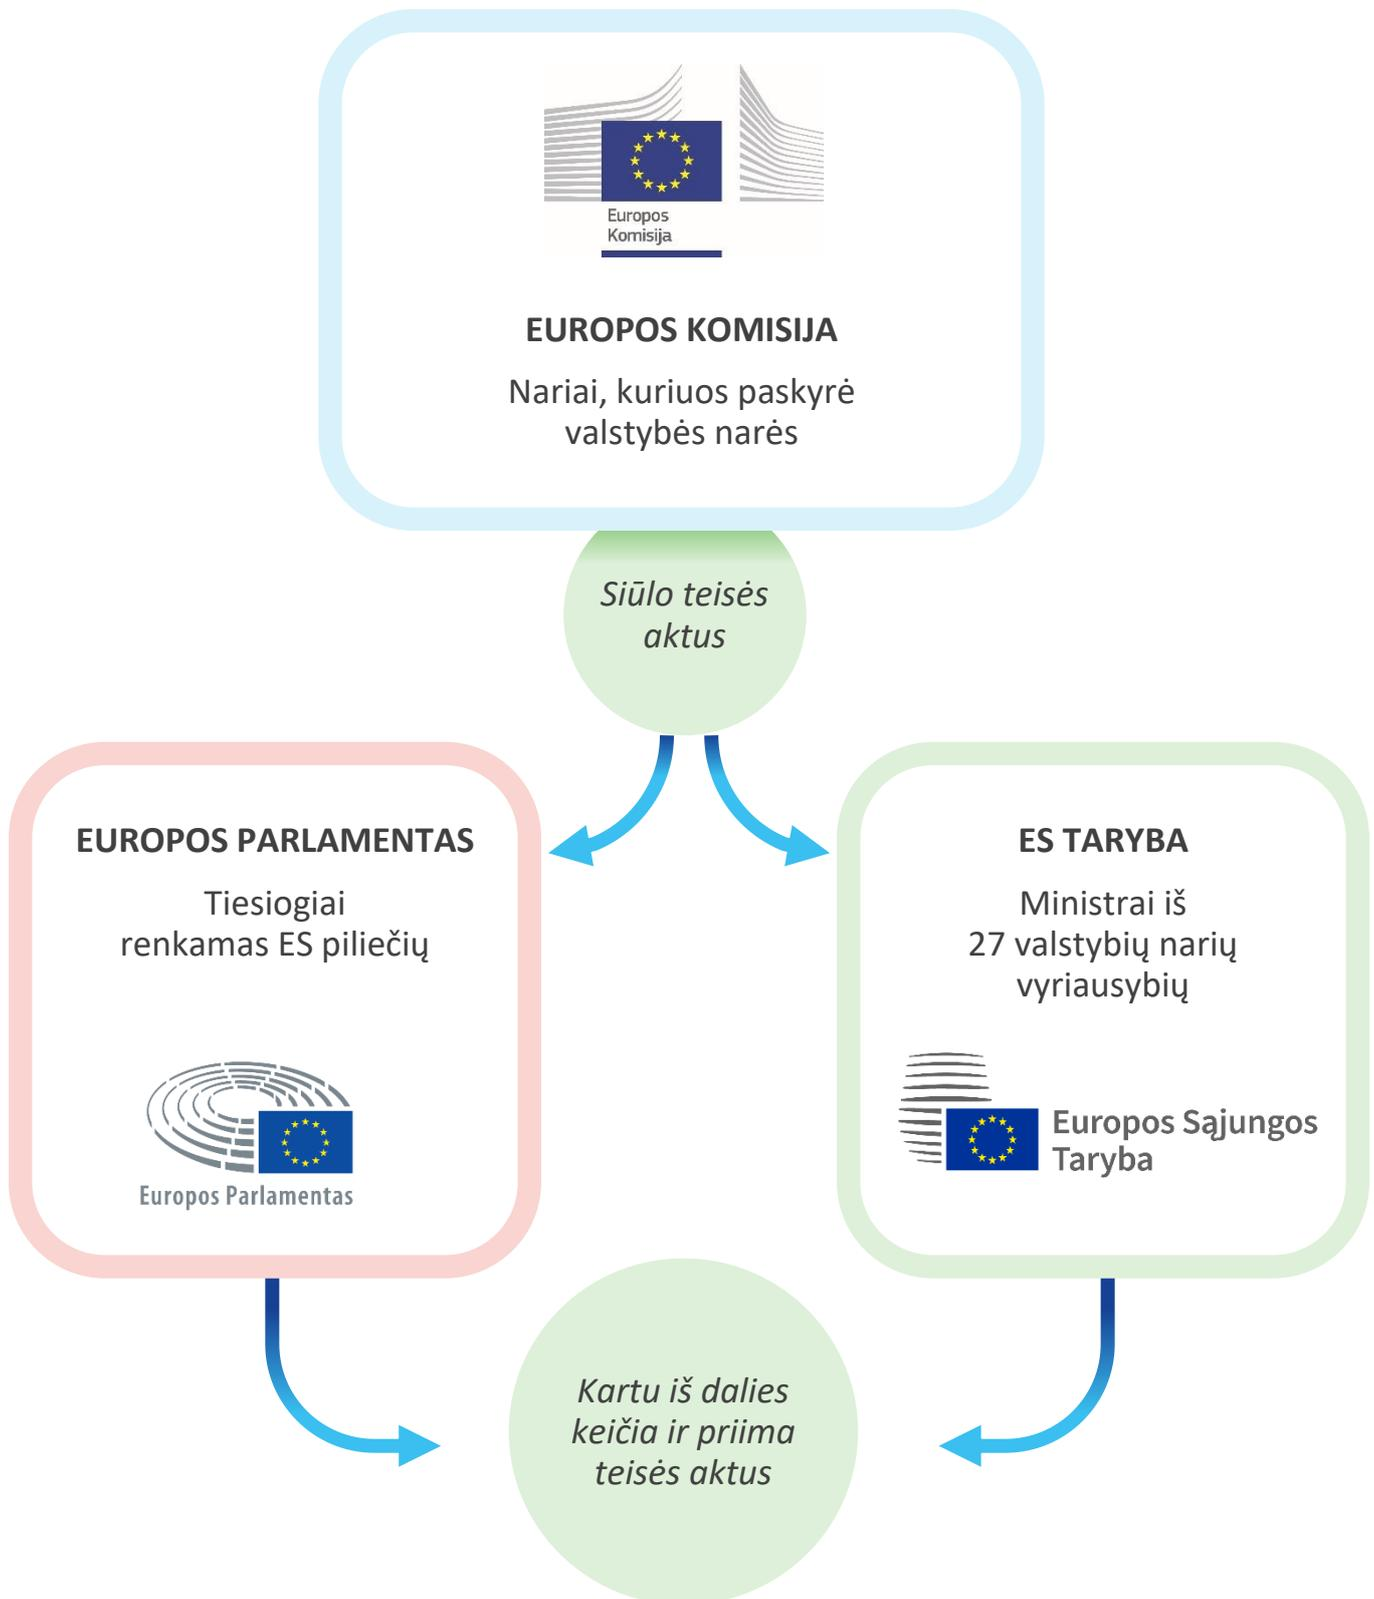 Europos
Komisija
EUROPOS KOMISIJA
Nariai, kuriuos paskyrė
valstybės narės
Siūlo teisės
aktus
EUROPOS PARLAMENTAS
Tiesiogiai
renkamas ES piliečių
Europos Parlamentas
ES TARYBA
Ministrai iš
27 valstybių narių
vyriausybių
Europos Sąjungos
Taryba
Kartu iš dalies
keičia ir priima
teisės aktus